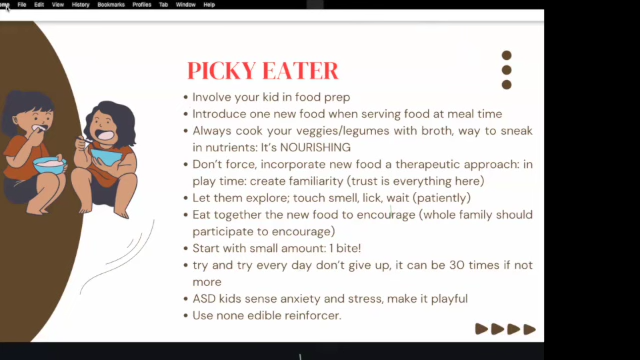 File Edit View History Bookmarks Profiles Tab Window Help
PICKY EATER
• Involve your kid in food prep
• Introduce one new food when serving food at meal time
• Always cook your veggies/legumes with broth, way to sneak
in nutrients: It's NOURISHING
• Don't force, incorporate new food a therapeutic approach: in
play time: create familiarity (trust is everything here)
• Let them explore; touch smell, lick, wait (patiently)
• Eat together the new food to encourage (whole family should
participate to encourage)
• Start with small amount: 1 bite!
• try and try every day don't give up, it can be 30 times if not
more
• ASD kids sense anxiety and stress, make it playful
• Use none edible reinforcer.